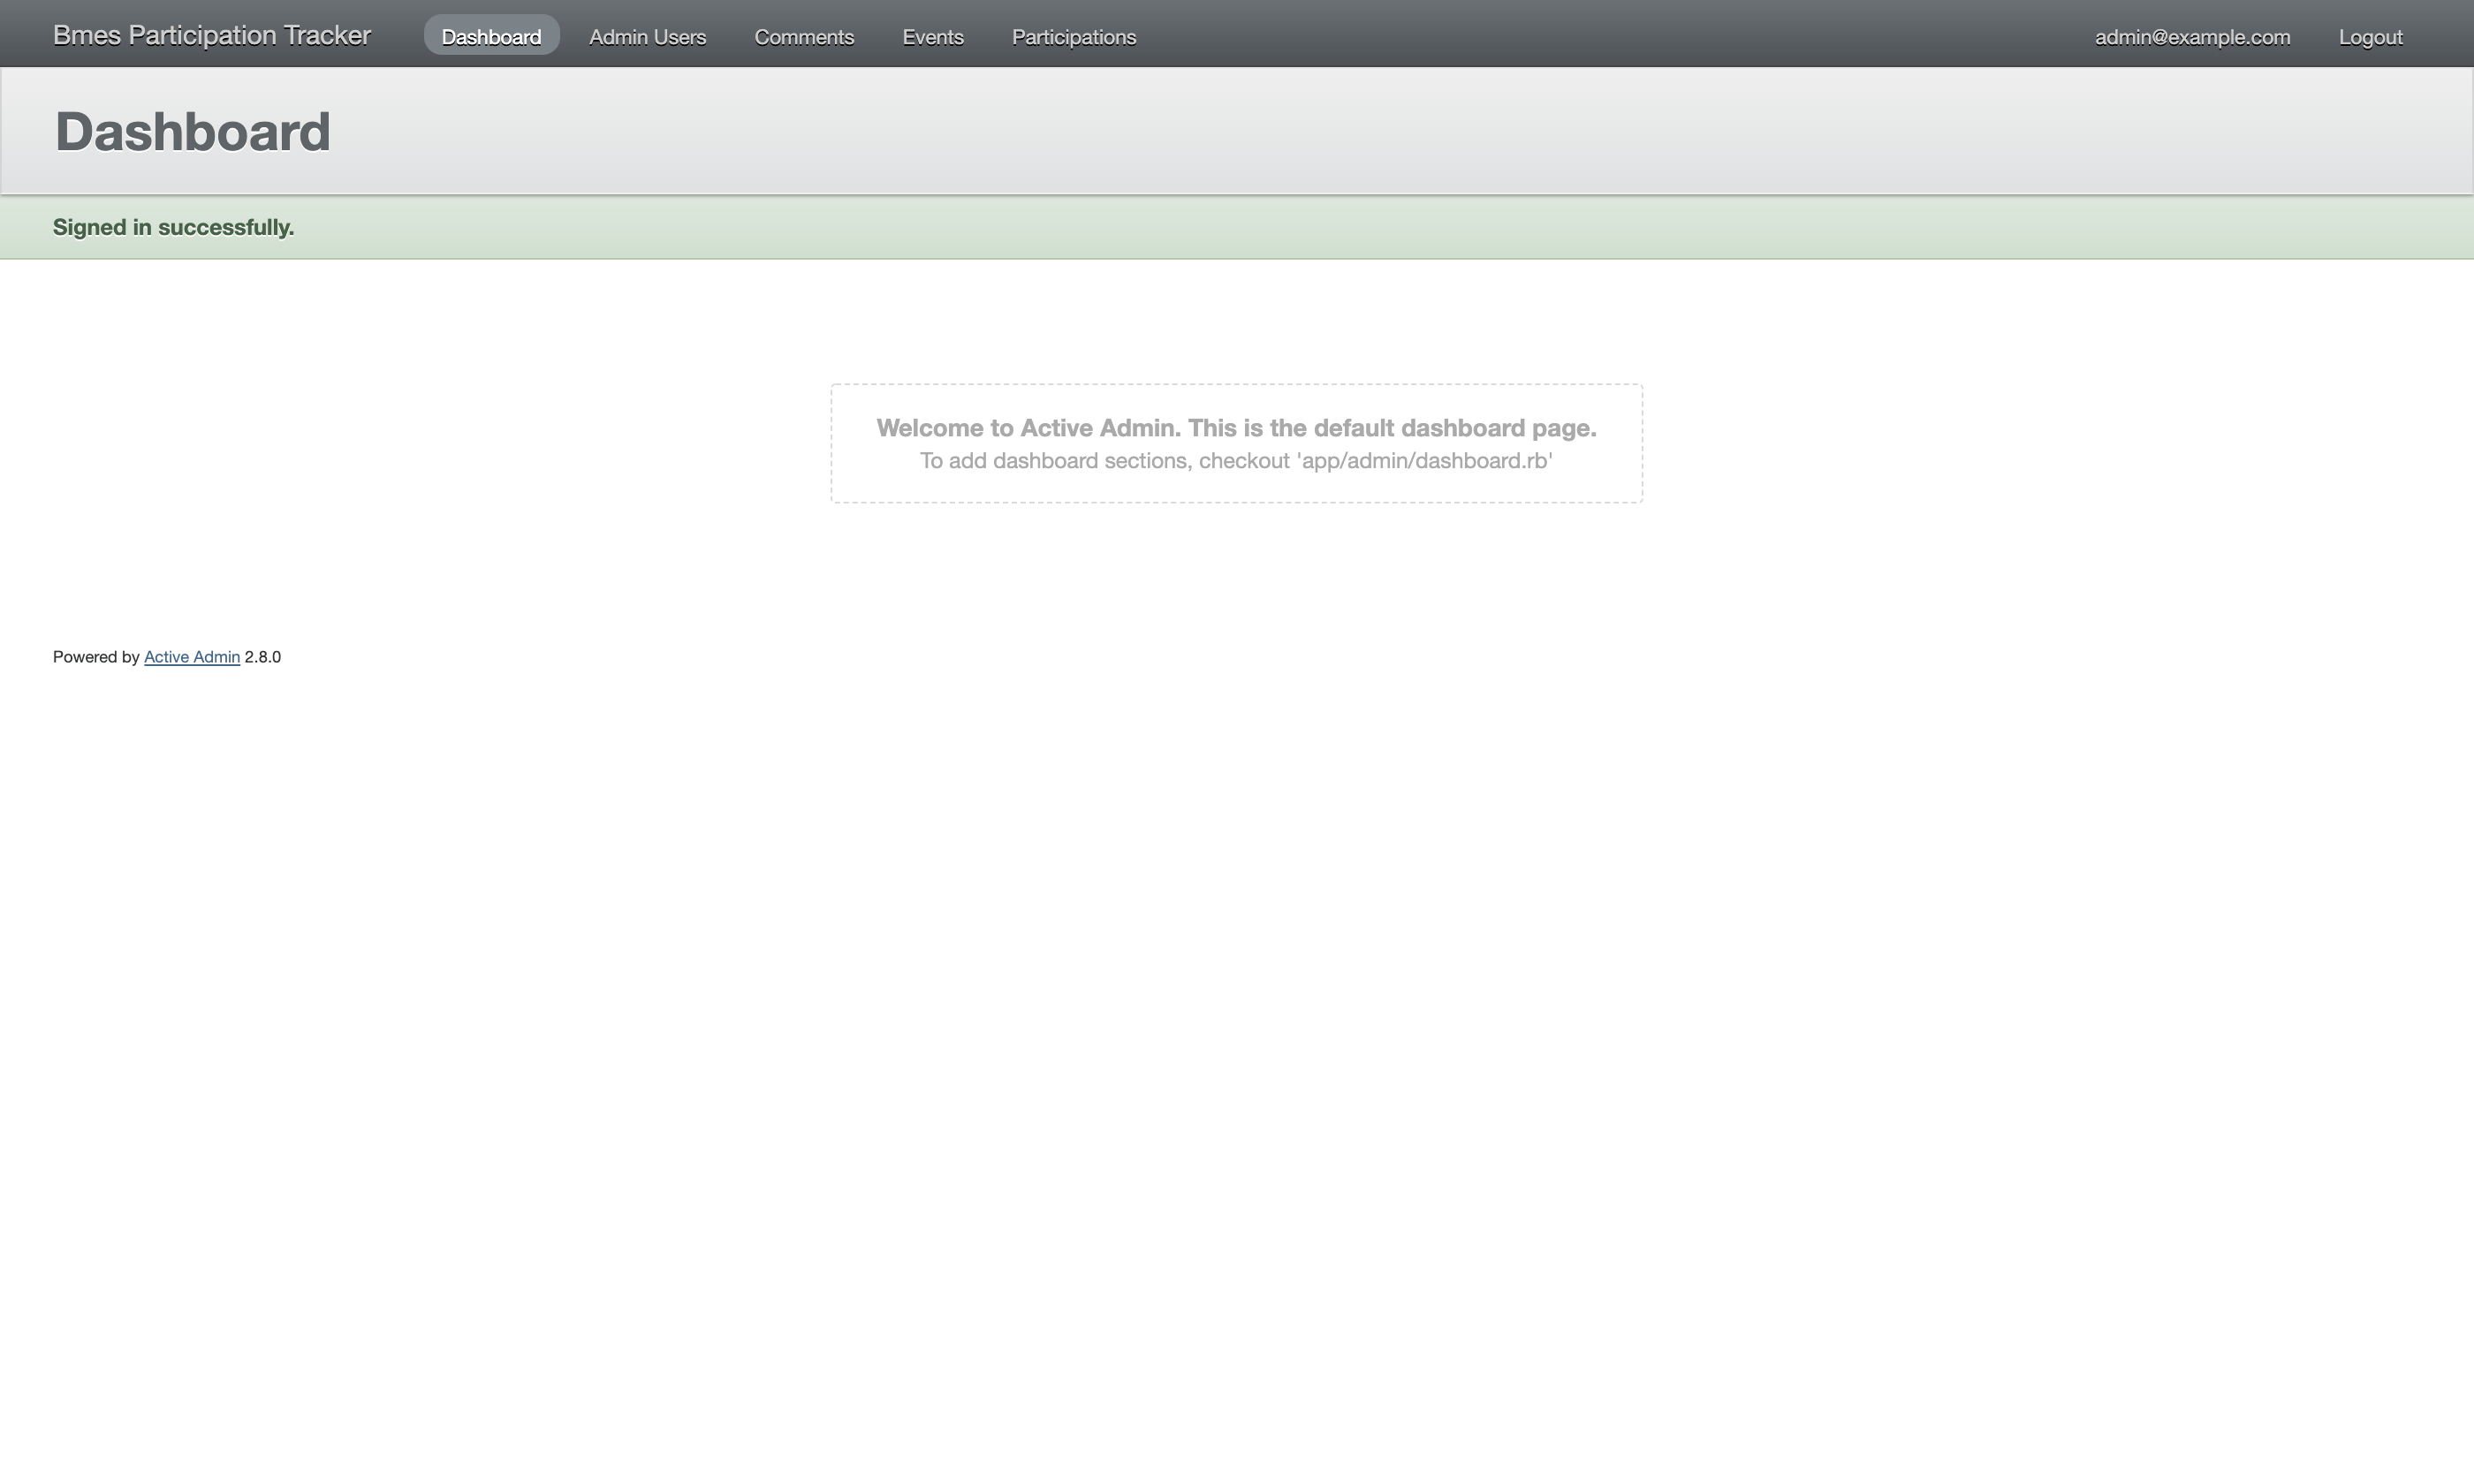 Bmes Participation Tracker Dashboard Admin Users Comments Events Participations admin@example.com Logout
Dashboard
Signed in successfully.
Welcome to Active Admin. This is the default dashboard page.
To add dashboard sections, checkout 'app/admin/dashboard.rb'
Powered by Active Admin 2.8.0